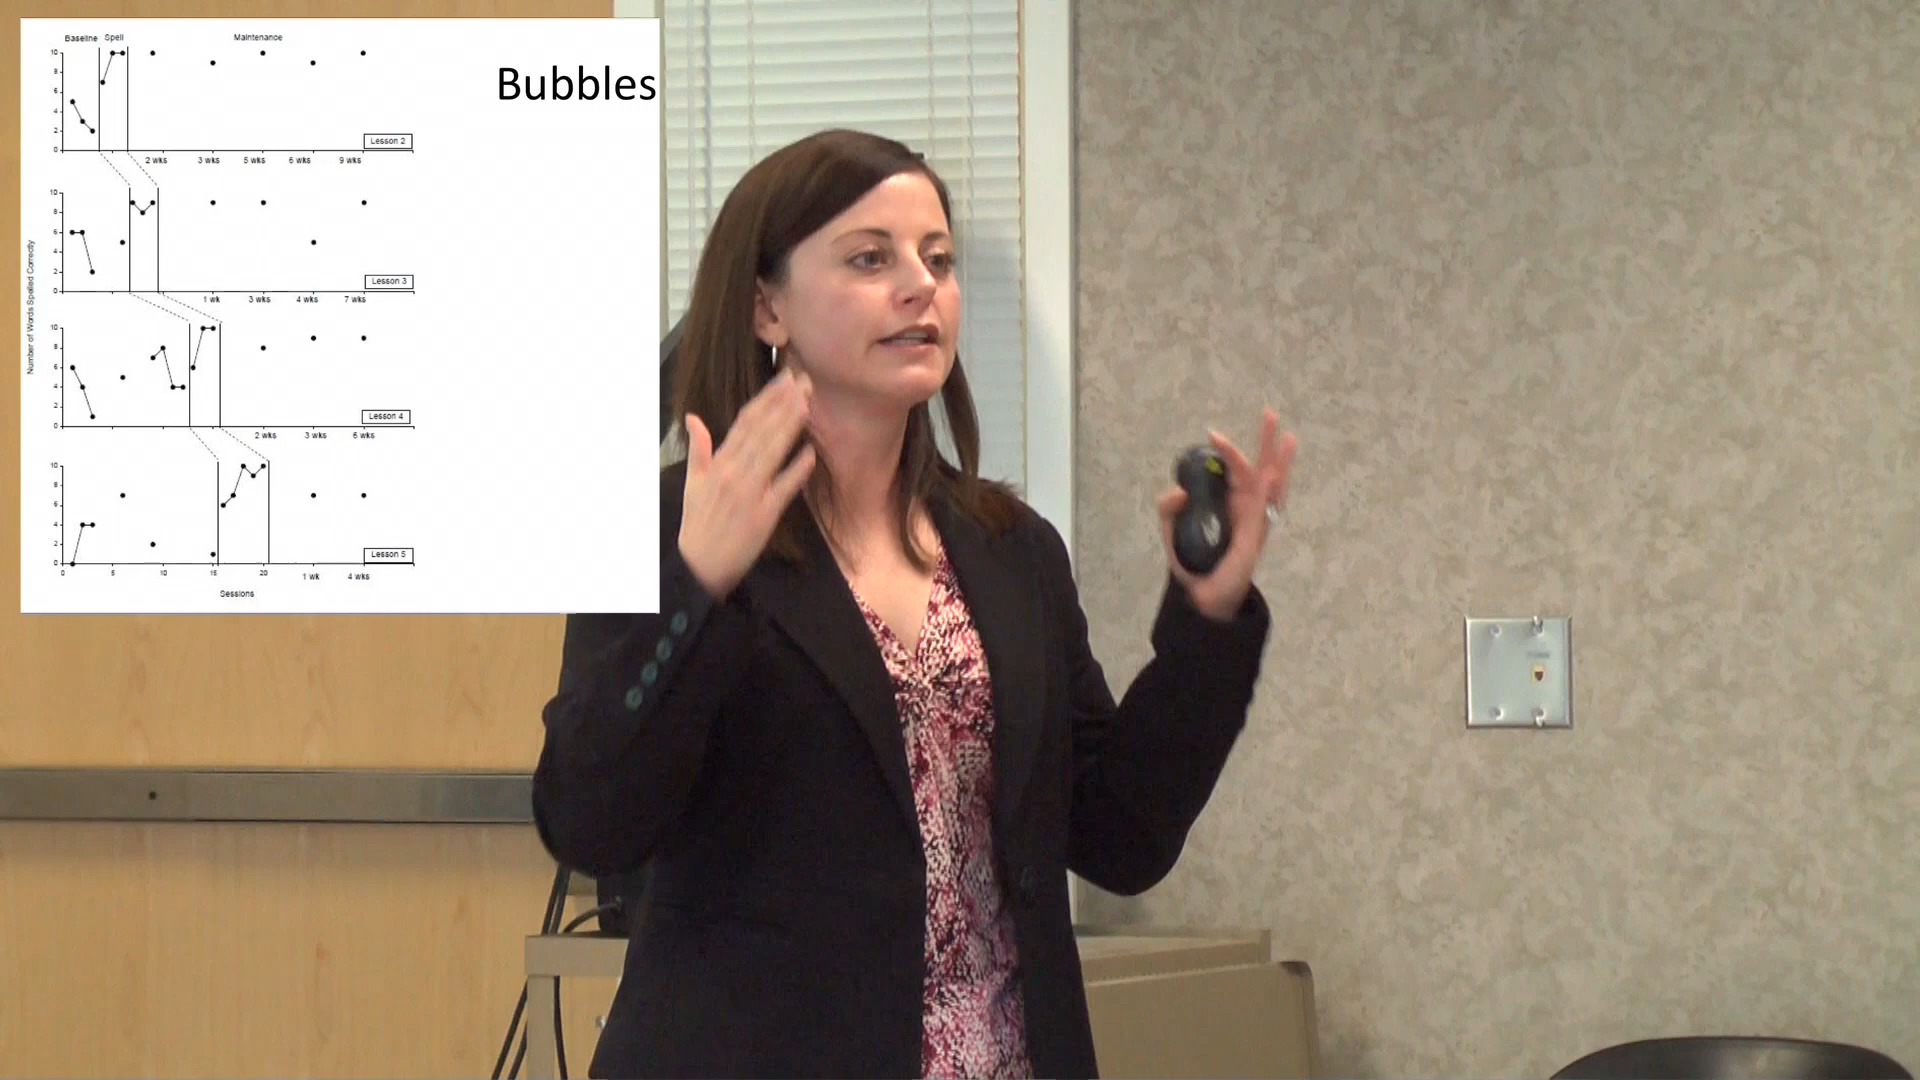 Baseline Spell Maintenance
Bubbles
10
8
6
4
2
0
Lesson 2
2 wks 3 wks 5 wks 6 wks 9 wks
10
8
6
4
2
0
Lesson 3
1 wk 3 wks 4 wks 7 wks
Number of Words Spelled Correctly
10
8
6
4
2
0
Lesson 4
2 wks 3 wks 6 wks
10
8
6
4
2
0
Lesson 5
0 5 10 15 20 1 wk 4 wks
Sessions